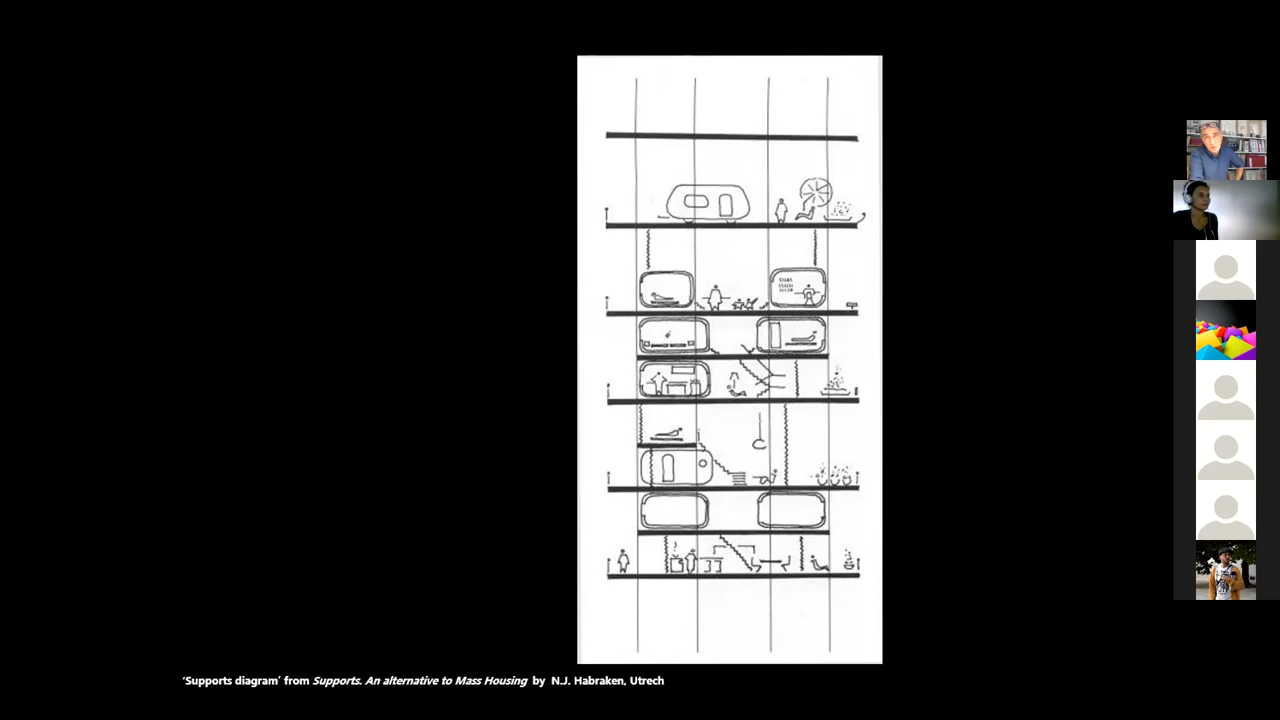 ‘Supports diagram’ from Supports. An alternative to Mass Housing by N.J. Habraken, Utrech